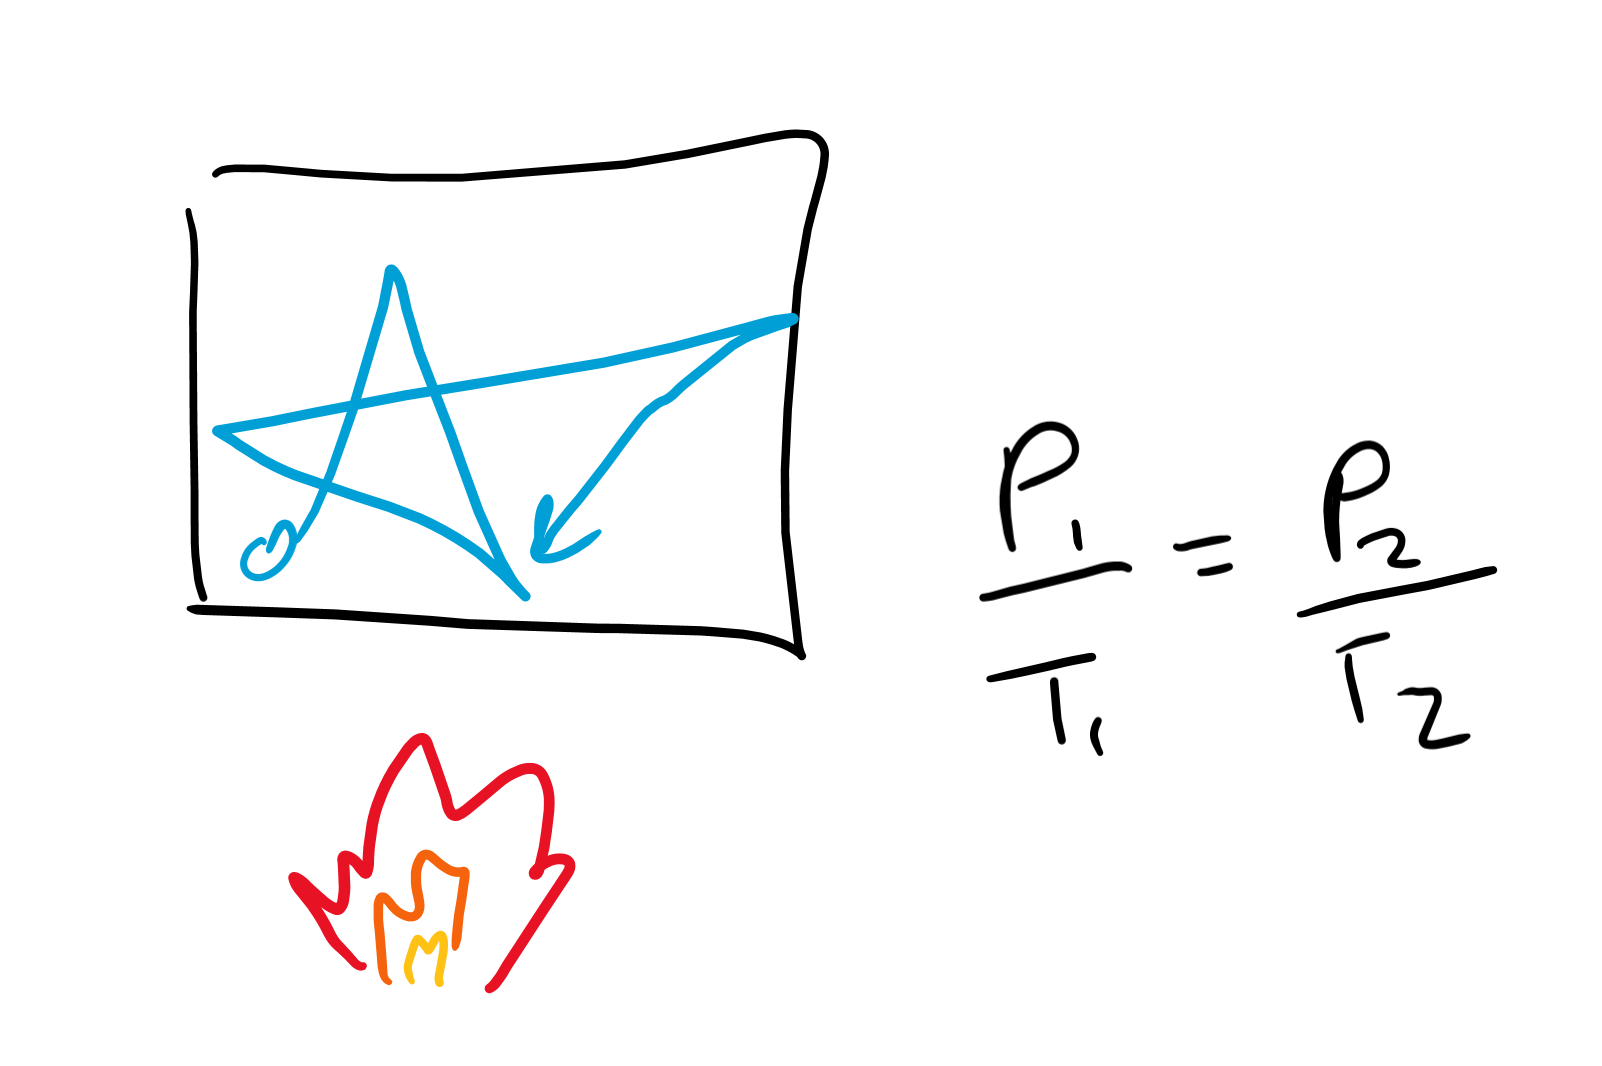 P₁/T₁ = P₂/T₂